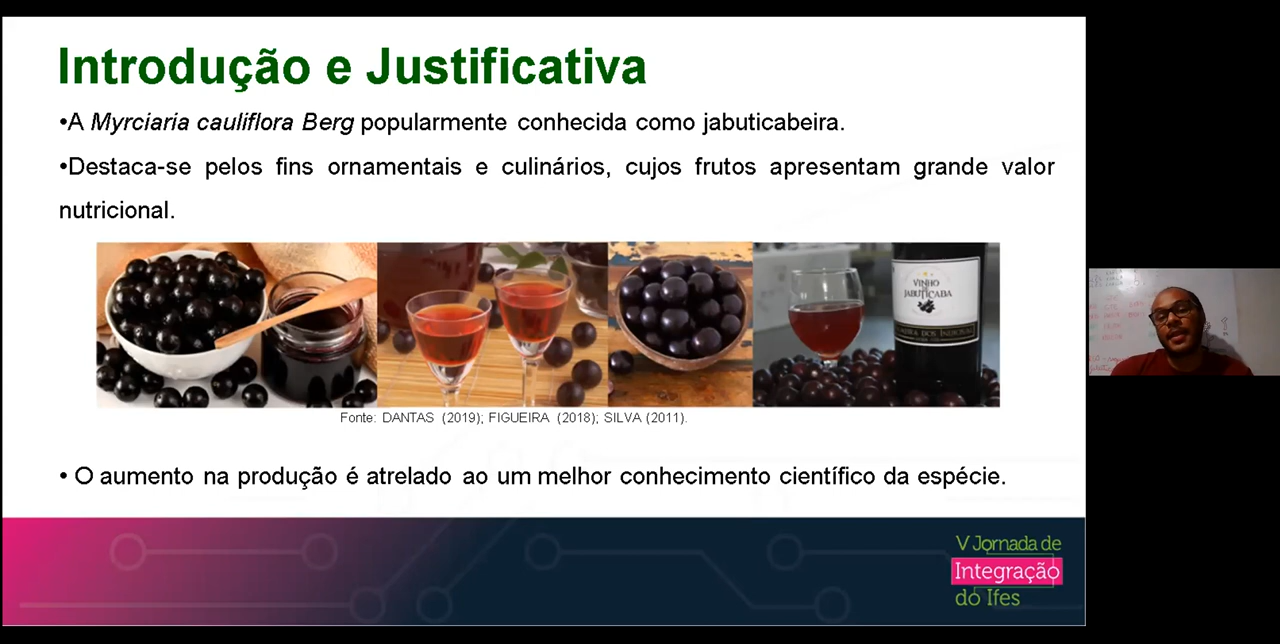 Introdução e Justificativa
•A Myrciaria cauliflora Berg popularmente conhecida como jabuticabeira.
•Destaca-se pelos fins ornamentais e culinários, cujos frutos apresentam grande valor
nutricional.
VINHO
DE
JABUTICABA
Fonte: DANTAS (2019); FIGUEIRA (2018); SILVA (2011).
• O aumento na produção é atrelado ao um melhor conhecimento científico da espécie.
V Jornada de
Integração
do Ifes